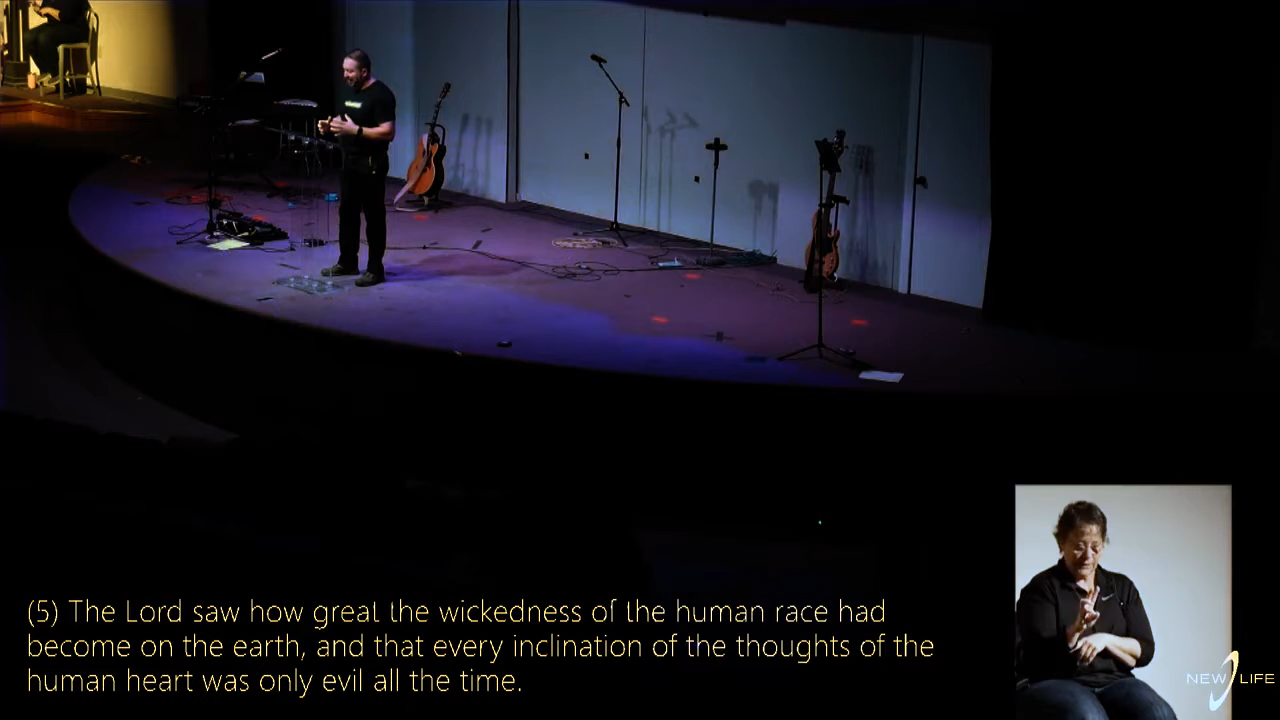 (5) The Lord saw how great the wickedness of the human race had
become on the earth, and that every inclination of the thoughts of the
human heart was only evil all the time.
NEW LIFE